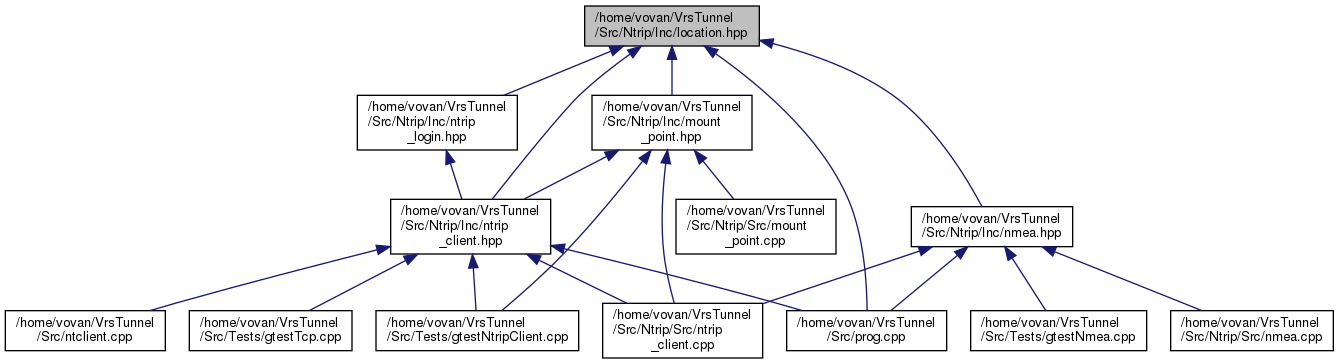 /home/vovan/VrsTunnel
/Src/Ntrip/Inc/location.hpp
/home/vovan/VrsTunnel
/Src/Ntrip/Inc/ntrip
_login.hpp
/home/vovan/VrsTunnel
/Src/Ntrip/Inc/mount
_point.hpp
/home/vovan/VrsTunnel
/Src/Ntrip/Inc/ntrip
_client.hpp
/home/vovan/VrsTunnel
/Src/Ntrip/Src/mount
_point.cpp
/home/vovan/VrsTunnel
/Src/Ntrip/Inc/nmea.hpp
/home/vovan/VrsTunnel
/Src/ntclient.cpp
/home/vovan/VrsTunnel
/Src/Tests/gtestTcp.cpp
/home/vovan/VrsTunnel
/Src/Tests/gtestNtripClient.cpp
/home/vovan/VrsTunnel
/Src/Ntrip/Src/ntrip
_client.cpp
/home/vovan/VrsTunnel
/Src/prog.cpp
/home/vovan/VrsTunnel
/Src/Tests/gtestNmea.cpp
/home/vovan/VrsTunnel
/Src/Ntrip/Src/nmea.cpp